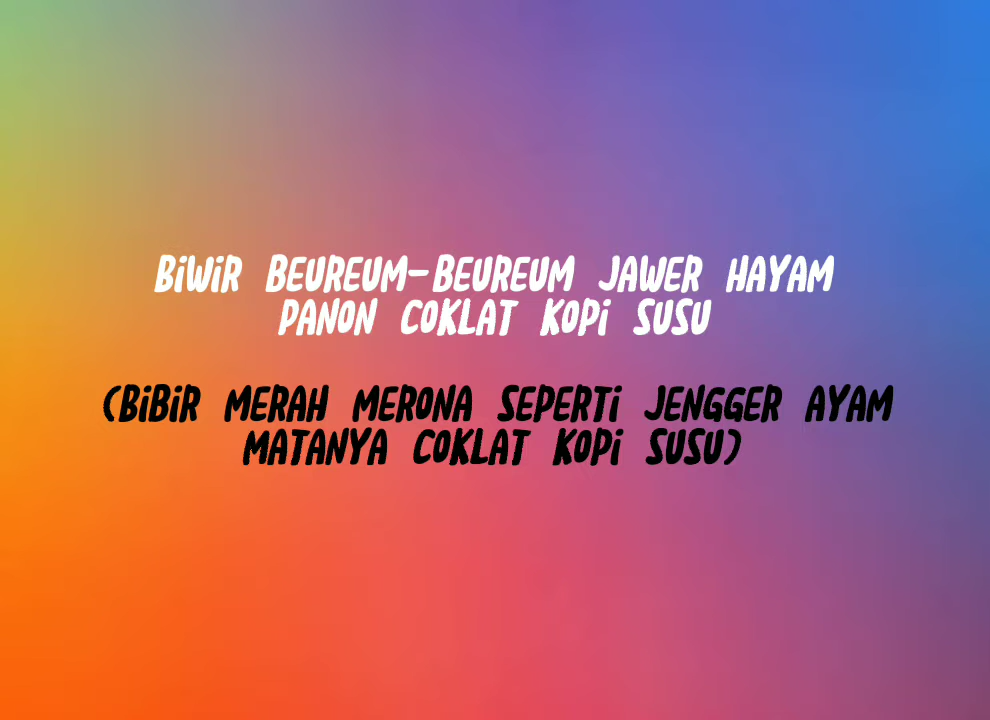 BIWIR BEUREUM-BEUREUM JAWER HAYAM
PANON COKLAT KOPI SUSU
(BIBIR MERAH MERONA SEPERTI JENGGER AYAM
MATANYA COKLAT KOPI SUSU)